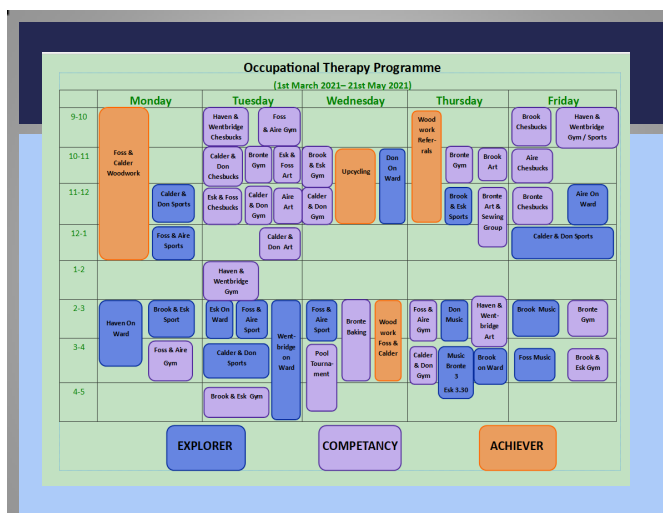 Occupational Therapy Programme
(1st March 2021– 21st May 2021)
Monday
Tuesday
Wednesday
Thursday
Friday
9-10
Foss &
Calder
Woodwork
Haven &
Wentbridge
Chesbucks
Foss
& Aire Gym
Wood
work
Refer-
rals
Brook
Chesbucks
Haven &
Wentbridge
Gym / Sports
10-11
Calder &
Don
Chesbucks
Bronte
Gym
Esk &
Foss
Art
Brook
& Esk
Gym
Upcycling
Don
On
Ward
Bronte
Gym
Brook
Art
Aire
Chesbucks
11-12
Calder &
Don Sports
Esk & Foss
Chesbucks
Calder
& Don
Gym
Aire
Art
Calder
& Don
Gym
Brook
& Esk
Sports
Bronte
Art &
Sewing
Group
Bronte
Chesbucks
Aire On
Ward
12-1
Foss & Aire
Sports
Calder &
Don Art
Calder & Don Sports
1-2
Haven &
Wentbridge
Gym
2-3
Haven On
Ward
Brook & Esk
Sport
Esk On
Ward
Foss &
Aire Sport
Went-
bridge
on
Ward
Foss &
Aire
Sport
Bronte
Baking
Wood
work
Foss &
Calder
Foss &
Aire
Gym
Don
Music
Haven &
Went-
bridge
Art
Brook Music
Bronte
Gym
3-4
Foss & Aire
Gym
Calder & Don
Sports
Pool
Tourna-
ment
Calder
& Don
Gym
Music
Bronte
3
Esk 3.30
Brook
on Ward
Foss Music
Brook &
Esk Gym
4-5
Brook & Esk Gym
EXPLORER
COMPETANCY
ACHIEVER